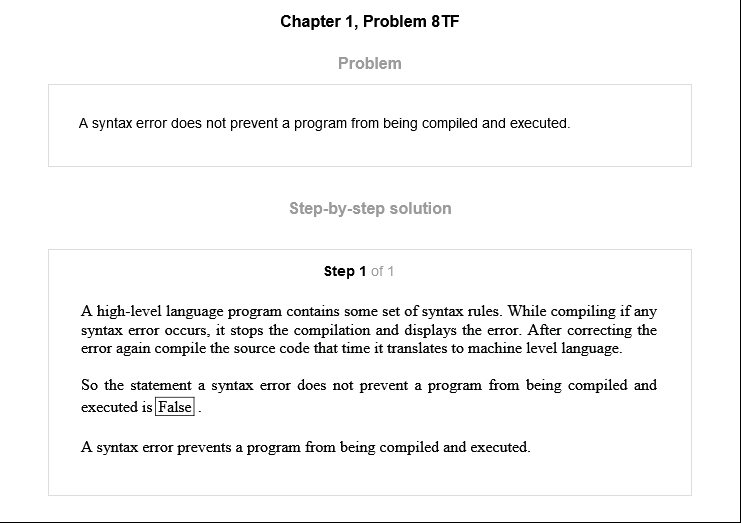 Chapter 1, Problem 8TF
Problem
A syntax error does not prevent a program from being compiled and executed.
Step-by-step solution
Step 1 of 1
A high-level language program contains some set of syntax rules. While compiling if any
syntax error occurs, it stops the compilation and displays the error. After correcting the
error again compile the source code that time it translates to machine level language.
So the statement a syntax error does not prevent a program from being compiled and
executed is False .
A syntax error prevents a program from being compiled and executed.